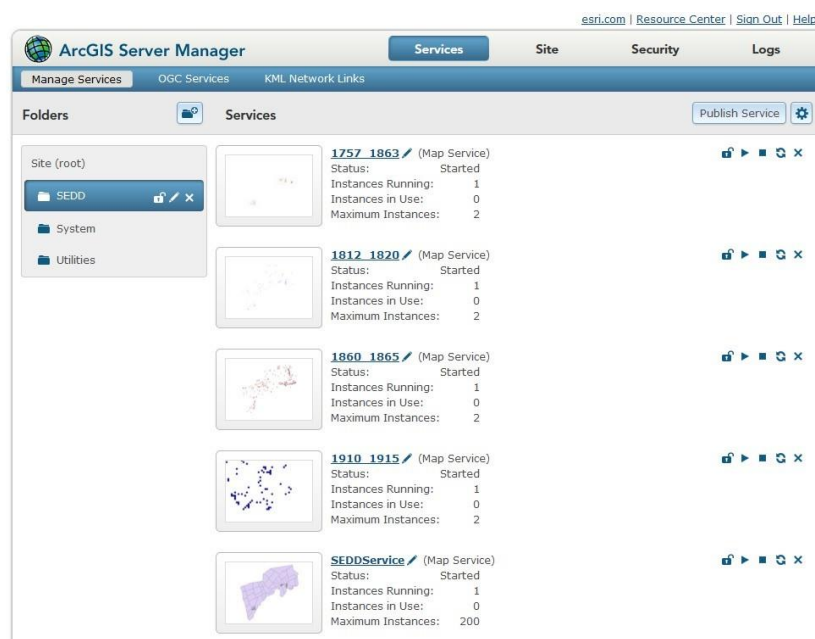 esri.com | Resource Center | Sign Out | Help
ArcGIS Server Manager
Services Site Security Logs
Manage Services OGC Services KML Network Links
Folders
Services
Publish Service
Site (root)
SEDD
System
Utilities
1757_1863 (Map Service)
Status: Started
Instances Running: 1
Instances in Use: 0
Maximum Instances: 2
1812_1820 (Map Service)
Status: Started
Instances Running: 1
Instances in Use: 0
Maximum Instances: 2
1860_1865 (Map Service)
Status: Started
Instances Running: 1
Instances in Use: 0
Maximum Instances: 2
1910_1915 (Map Service)
Status: Started
Instances Running: 1
Instances in Use: 0
Maximum Instances: 2
SEDDService (Map Service)
Status: Started
Instances Running: 1
Instances in Use: 0
Maximum Instances: 200